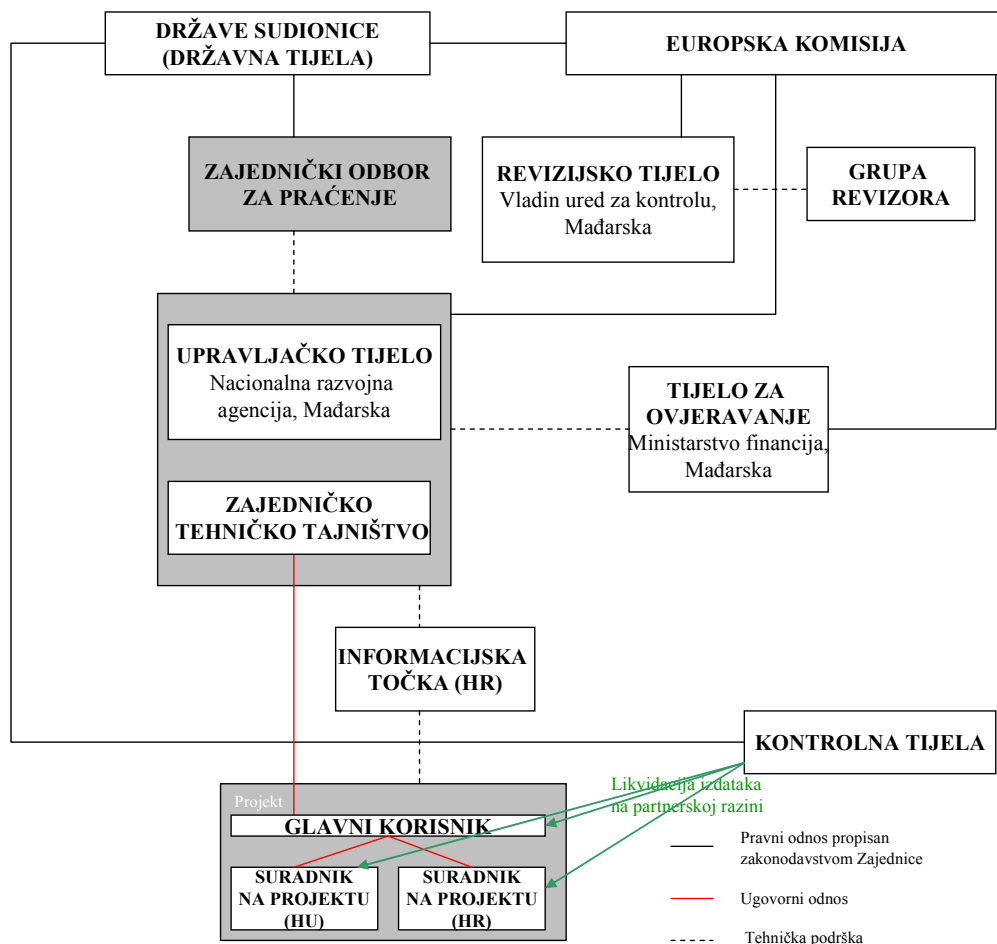 DRŽAVE SUDIONICE
(DRŽAVNA TIJELA)
EUROPSKA KOMISIJA
ZAJEDNIČKI ODBOR
ZA PRAĆENJE
REVIZIJSKO TIJELO
Vladin ured za kontrolu,
Mađarska
GRUPA
REVIZORA
UPRAVLJAČKO TIJELO
Nacionalna razvojna
agencija, Mađarska
TIJELO ZA
OVJERAVANJE
Ministarstvo financija,
Mađarska
ZAJEDNIČKO
TEHNIČKO TAJNIŠTVO
INFORMACIJSKA
TOČKA (HR)
KONTROLNA TIJELA
Likvidacija izdataka
na partnerskoj razini
Projekt
GLAVNI KORISNIK
SURADNIK
NA PROJEKTU
(HU)
SURADNIK
NA PROJEKTU
(HR)
Pravni odnos propisan
zakonodavstvom Zajednice
Ugovorni odnos
Tehnička podrška